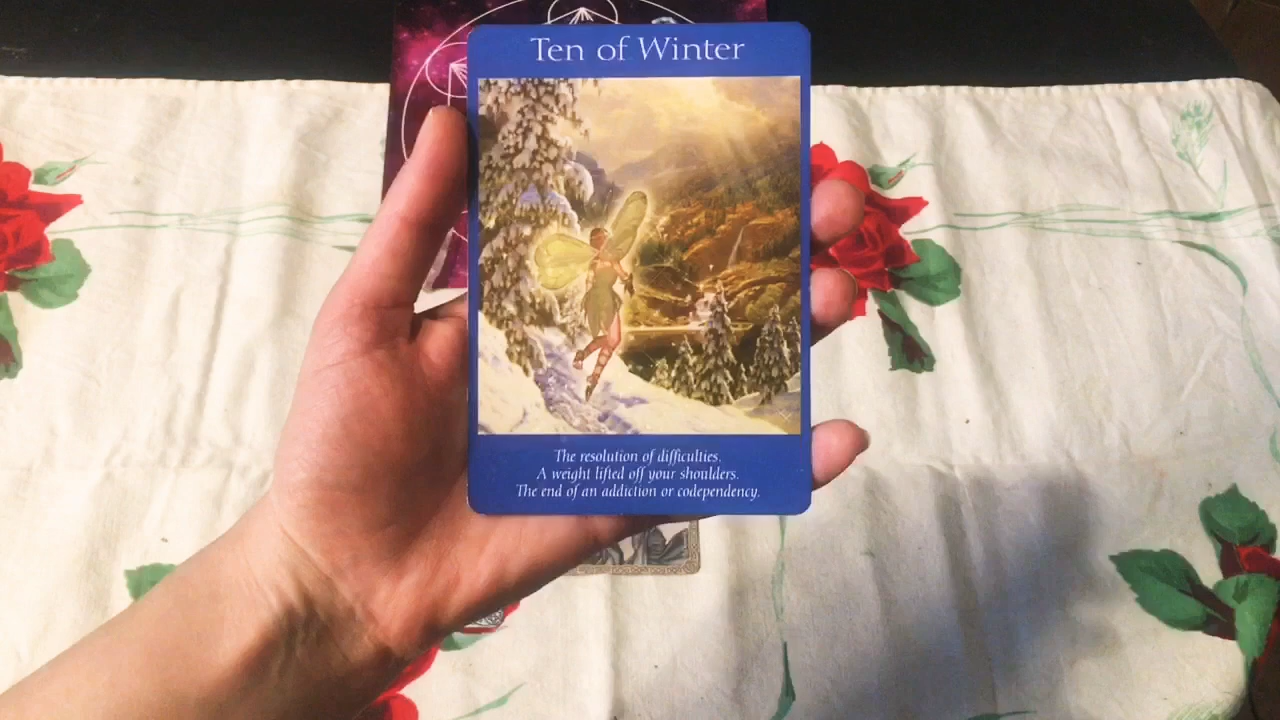 Ten of Winter
The resolution of difficulties.
A weight lifted off your shoulders.
The end of an addiction or codependency.